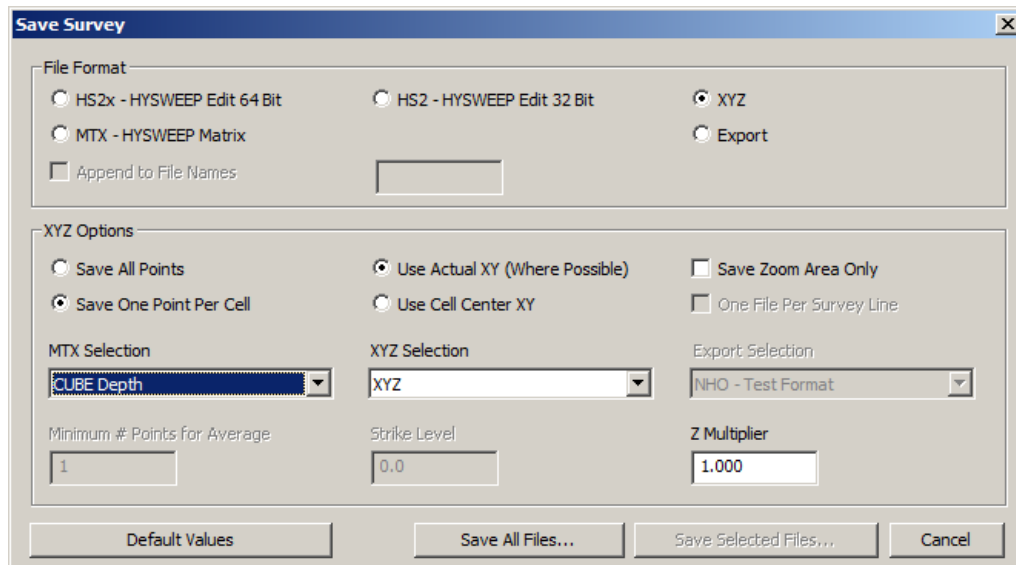 Save Survey
File Format
HS2x - HYSWEEP Edit 64 Bit
HS2 - HYSWEEP Edit 32 Bit
XYZ
MTX - HYSWEEP Matrix
Export
Append to File Names
XYZ Options
Save All Points
Use Actual XY (Where Possible)
Save Zoom Area Only
Save One Point Per Cell
Use Cell Center XY
One File Per Survey Line
MTX Selection
XYZ Selection
Export Selection
CUBE Depth
XYZ
NHO - Test Format
Minimum # Points for Average
Strike Level
Z Multiplier
1
0.0
1.000
Default Values
Save All Files...
Save Selected Files...
Cancel